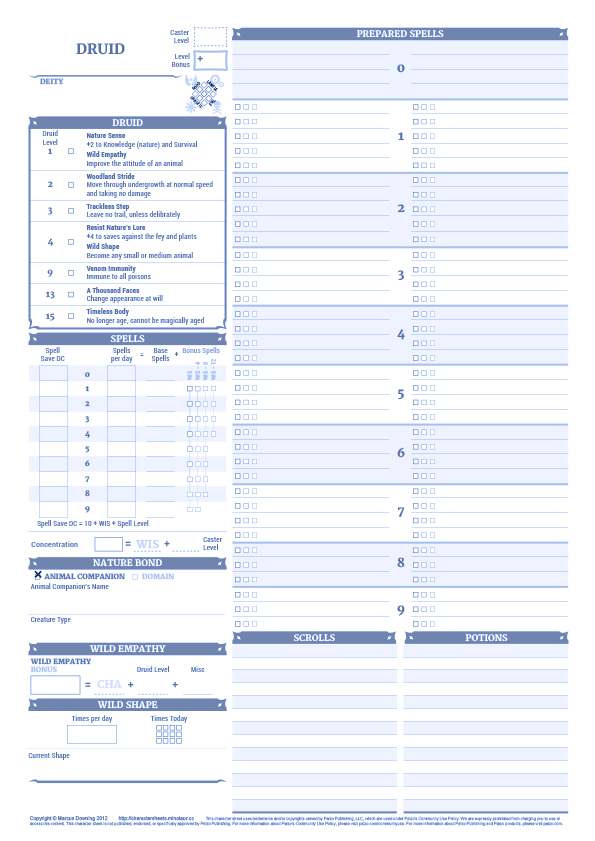 DRUID
Caster
Level
Level
Bonus
+
DEITY
DRUID
Druid
Level
1
Nature Sense
+2 to Knowledge (nature) and Survival
Wild Empathy
Improve the attitude of an animal
2
Woodland Stride
Move through undergrowth at normal speed
and taking no damage
3
Trackless Step
Leave no trail, unless deliberately
4
Resist Nature's Lure
+4 to saves against the fey and plants
Wild Shape
Become any small or medium animal
9
Venom Immunity
Immune to all poisons
13
A Thousand Faces
Change appearance at will
15
Timeless Body
No longer age, cannot be magically aged
SPELLS
Spell
Save DC
Spells
per day
=
Base
Spells
+
Bonus Spells
0
1
2
3
4
5
6
7
8
9
Spell Save DC = 10 + WIS + Spell Level
Concentration
= WIS +
Caster
Level
NATURE BOND
ANIMAL COMPANION
DOMAIN
Animal Companion's Name
Creature Type
WILD EMPATHY
WILD EMPATHY
BONUS
Druid Level
Misc
= CHA + +
WILD SHAPE
Times per day
Times Today
Current Shape
PREPARED SPELLS
0
1
2
3
4
5
6
7
8
9
SCROLLS
POTIONS
Copyright © Marcus Downing 2012 http://charactersheets.minotaur.cc This character sheet uses trademarks and/or copyrights owned by Paizo Publishing, LLC, which are used under Paizo's Community Use Policy. We are expressly prohibited from charging you to use or
access this content. This character sheet is not published, endorsed, or specifically approved by Paizo Publishing. For more information about Paizo's Community Use Policy, please visit paizo.com/communityuse. For more information about Paizo Publishing and Paizo products, please visit paizo.com.